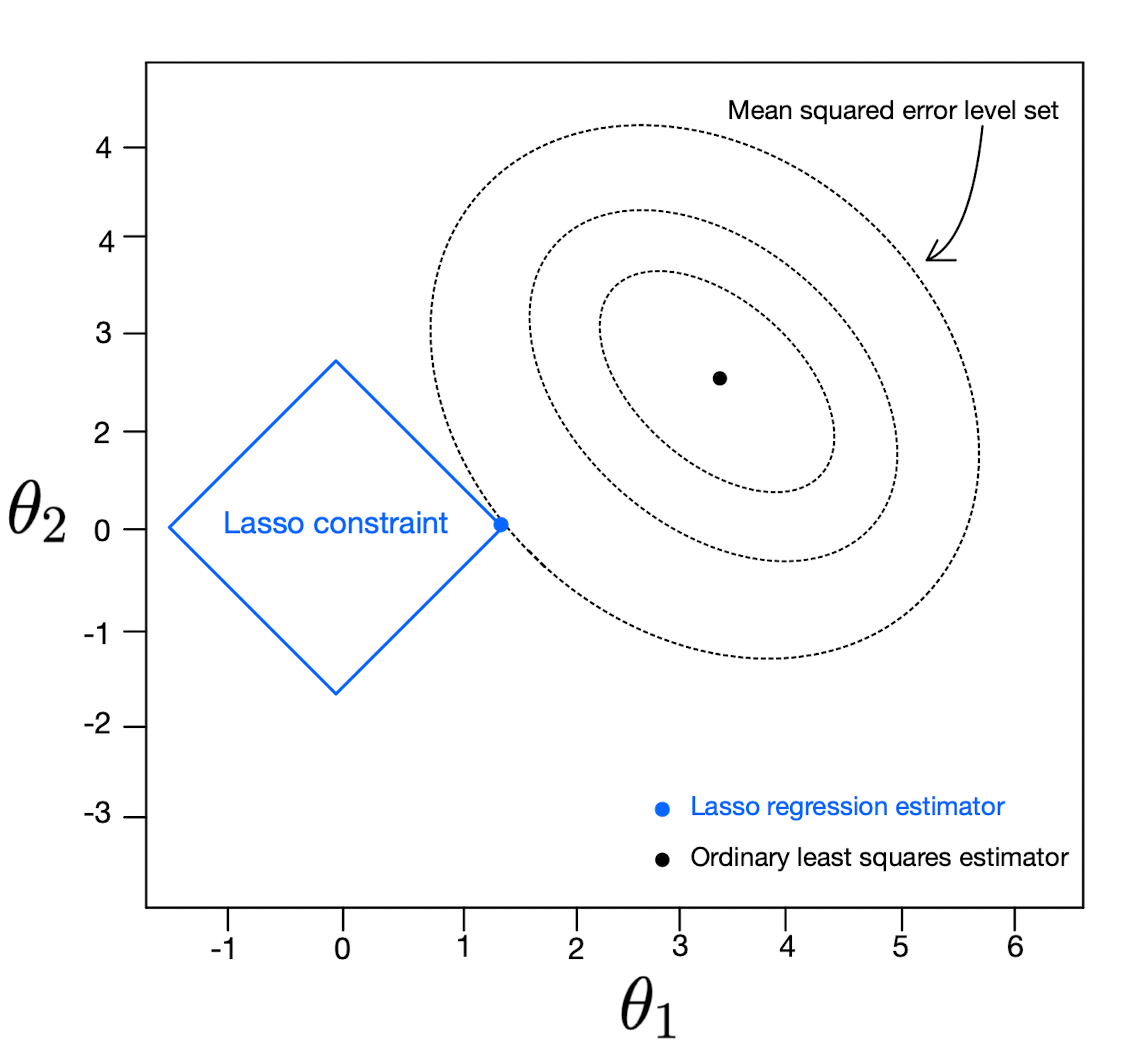 Mean squared error level set
4
4
3
2
0
-1
-2
-3
θ2
Lasso constraint
Lasso regression estimator
Ordinary least squares estimator
-1 0 1 2 3 4 5 6
θ1